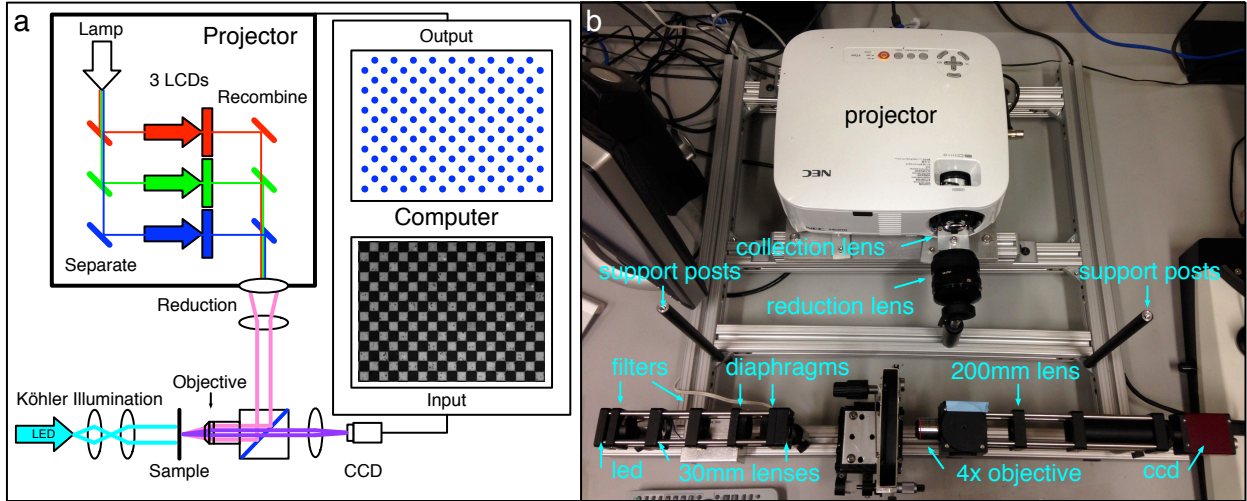 a
Lamp
Projector
3 LCDs
Recombine
Separate
Output
Computer
Input
Reduction
Objective
Köhler Illumination
LED
Sample
CCD
b
projector
NEC
collection lens
support posts
support posts
reduction lens
filters
diaphragms
200mm lens
led
30mm lenses
4x objective
ccd